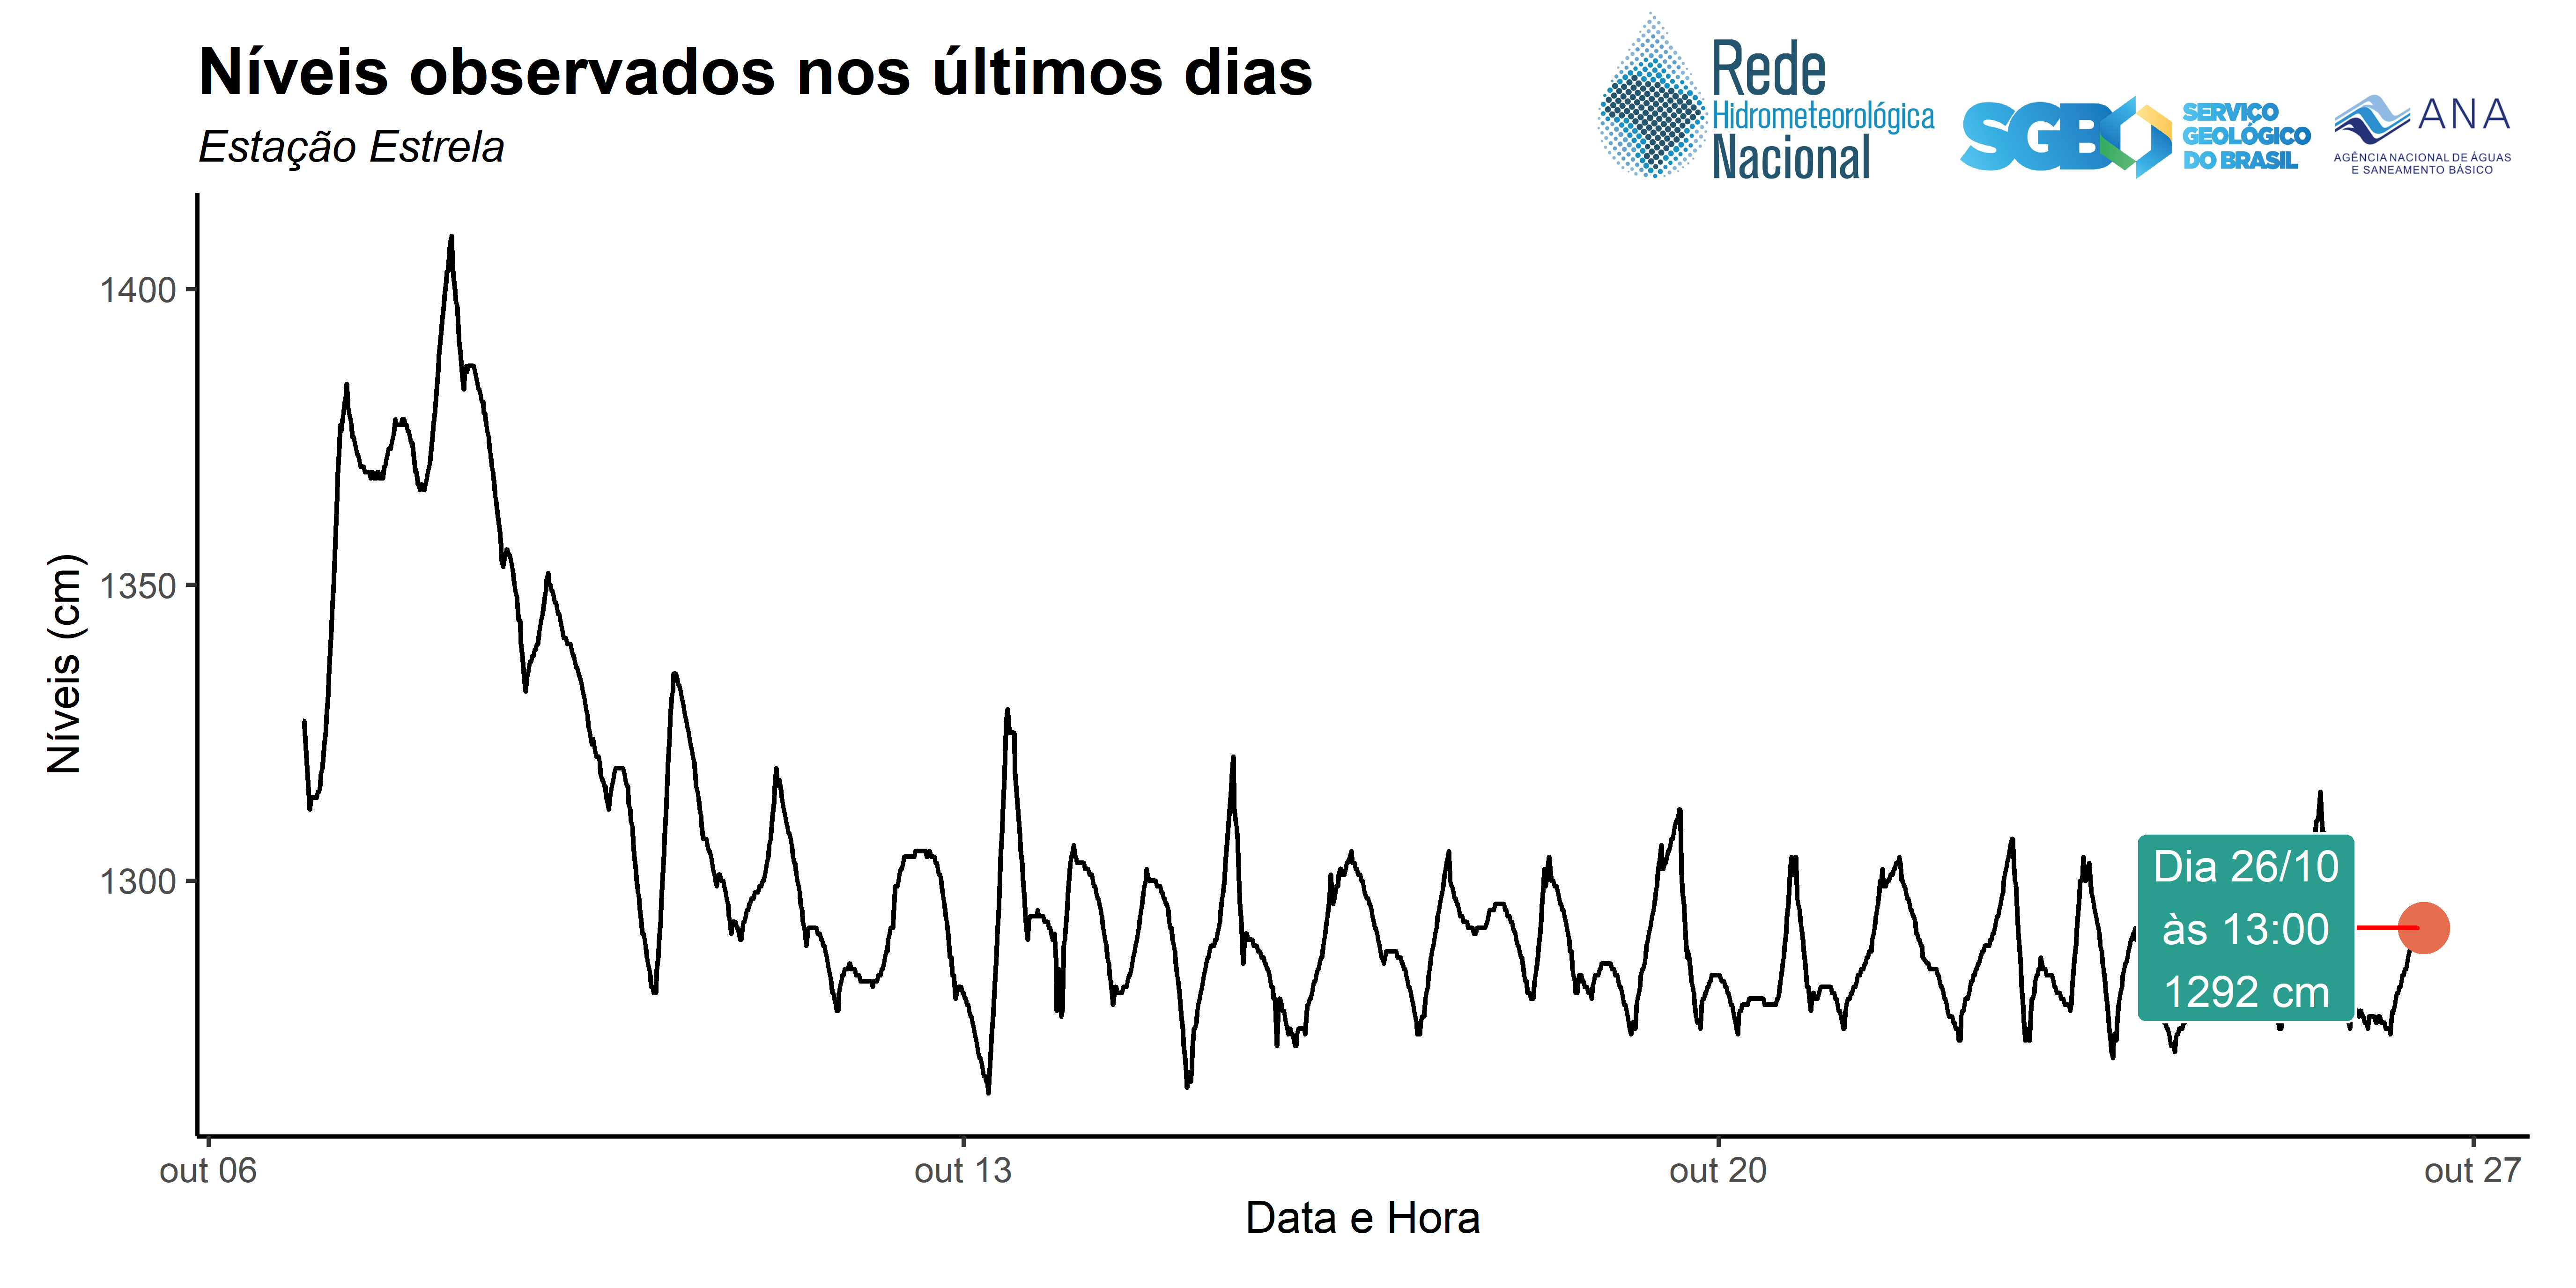 Níveis observados nos últimos dias
Estação Estrela
Rede
Hidrometeorológica
Nacional
SGB
SERVIÇO
GEOLÓGICO
DO BRASIL
ANA
AGÊNCIA NACIONAL DE ÁGUAS
E SANEAMENTO BÁSICO
Níveis (cm)
1400
1350
1300
Dia 26/10
às 13:00
1292 cm
out 06
out 13
out 20
out 27
Data e Hora